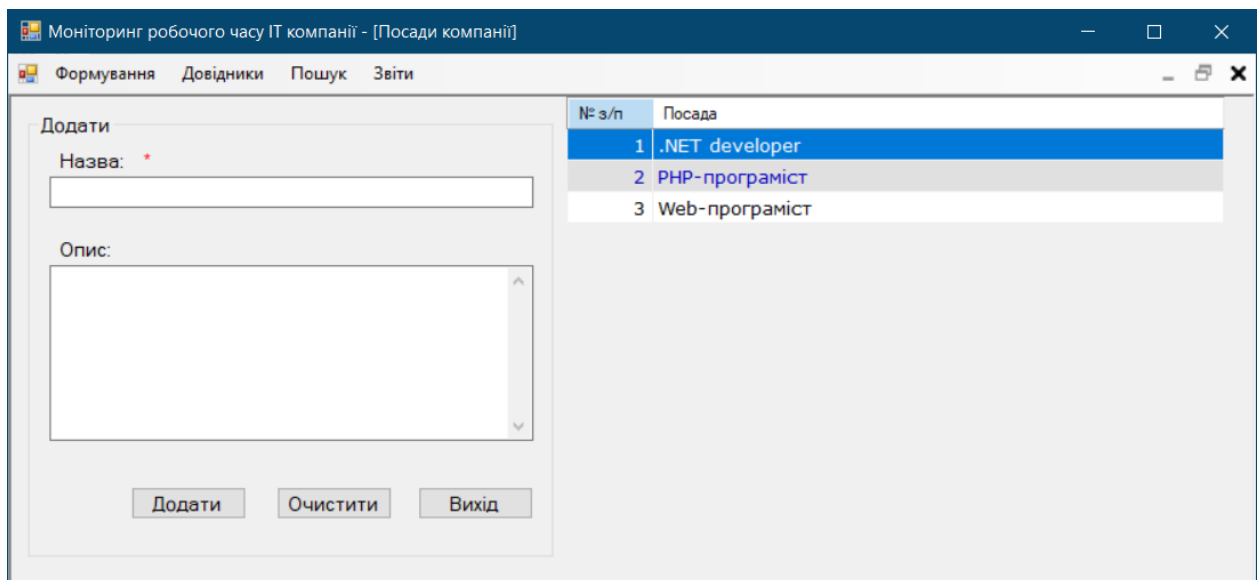 Моніторинг робочого часу ІТ компанії - [Посади компанії]
Формування Довідники Пошук Звіти
Додати
Назва: *
Опис:
Додати Очистити Вихід
№ з/п Посада
1 .NET developer
2 PHP-програміст
3 Web-програміст